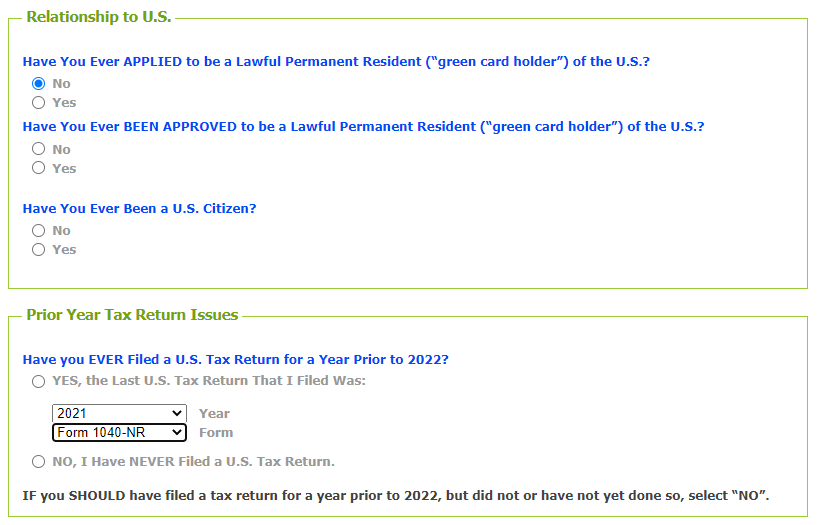 Relationship to U.S.
Have You Ever APPLIED to be a Lawful Permanent Resident (“green card holder”) of the U.S.?
No
Yes
Have You Ever BEEN APPROVED to be a Lawful Permanent Resident (“green card holder”) of the U.S.?
No
Yes
Have You Ever Been a U.S. Citizen?
No
Yes
Prior Year Tax Return Issues
Have you EVER Filed a U.S. Tax Return for a Year Prior to 2022?
YES, the Last U.S. Tax Return That I Filed Was:
2021 Year
Form 1040-NR Form
NO, I Have NEVER Filed a U.S. Tax Return.
IF you SHOULD have filed a tax return for a year prior to 2022, but did not or have not yet done so, select “NO”.